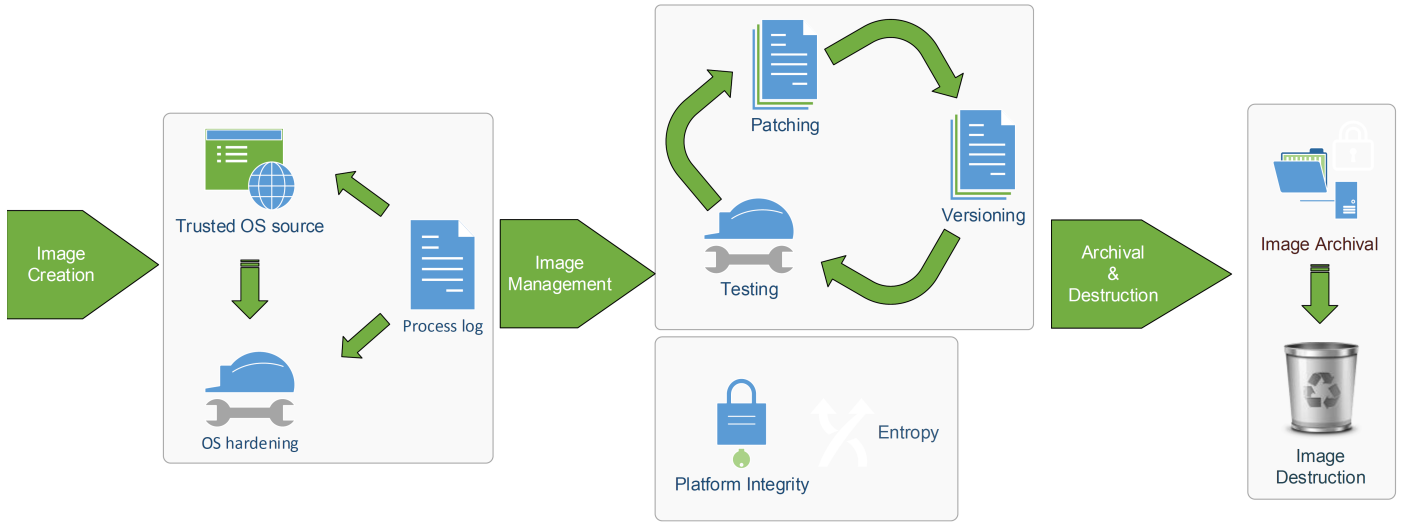 Image
Creation
Trusted OS source
Process log
OS hardening
Image
Management
Patching
Versioning
Testing
Platform Integrity
Entropy
Archival
&
Destruction
Image Archival
Image
Destruction